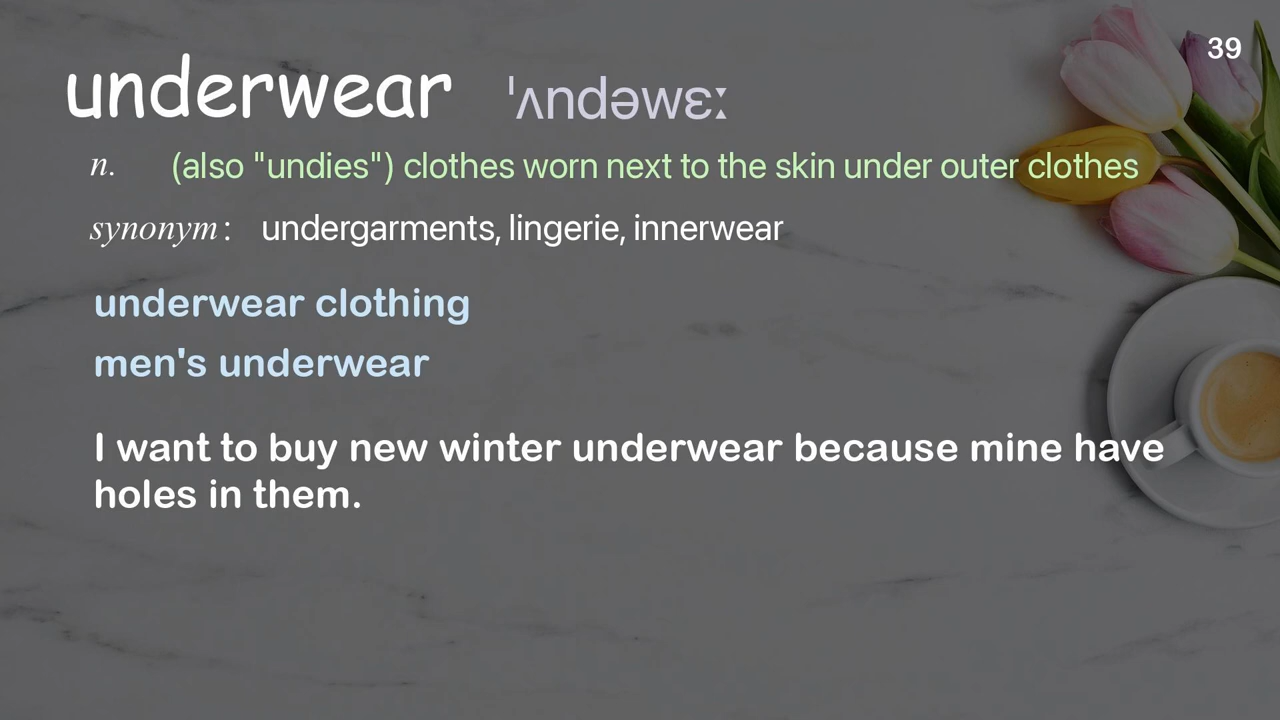 39
underwear ˈʌndəwɛː
n. (also "undies") clothes worn next to the skin under outer clothes
synonym: undergarments, lingerie, innerwear
underwear clothing
men's underwear
I want to buy new winter underwear because mine have
holes in them.